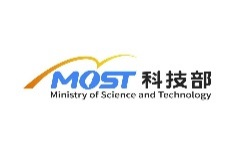 MOST 科技部
Ministry of Science and Technology